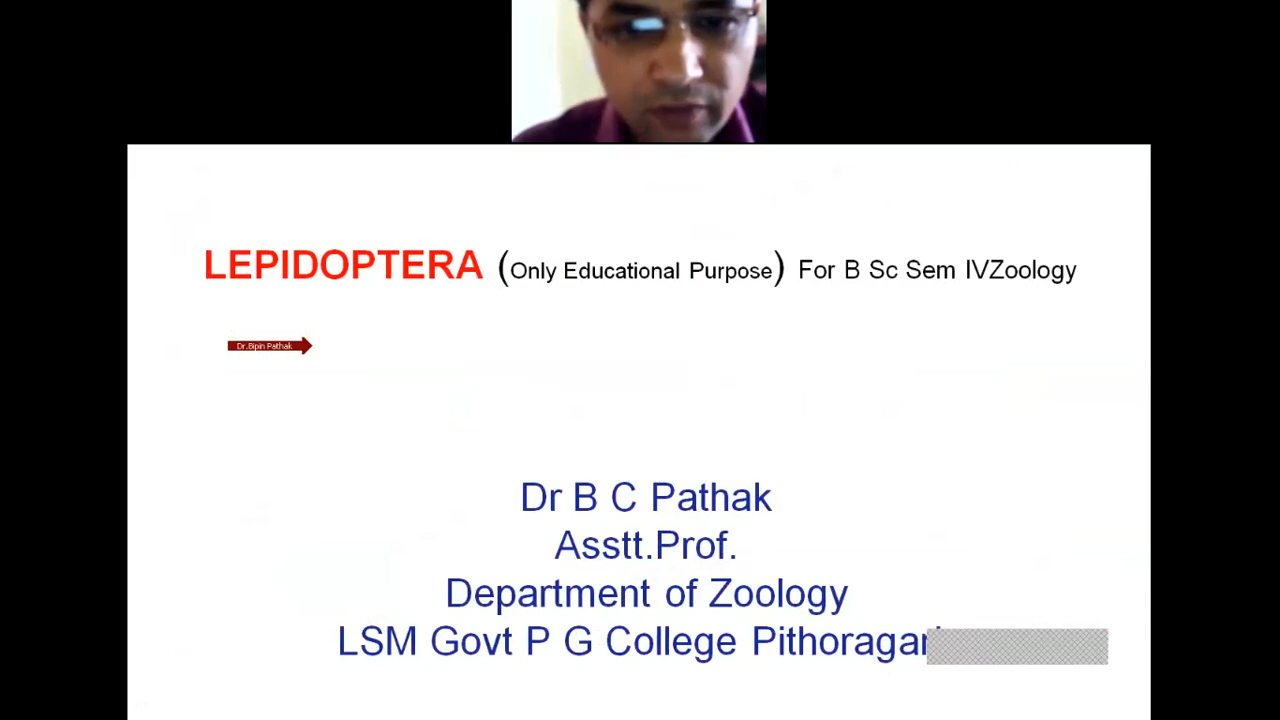 LEPIDOPTERA (Only Educational Purpose) For B Sc Sem IVZoology
Dr.Bipin Pathak
Dr B C Pathak
Asstt.Prof.
Department of Zoology
LSM Govt P G College